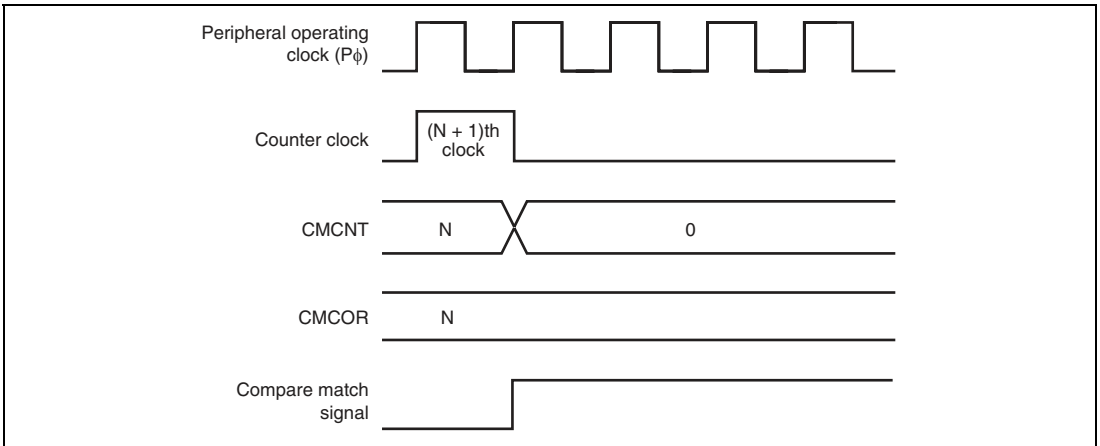 Peripheral operating
clock (Pϕ)
Counter clock
(N + 1)th
clock
CMCNT
N
0
CMCOR
N
Compare match
signal